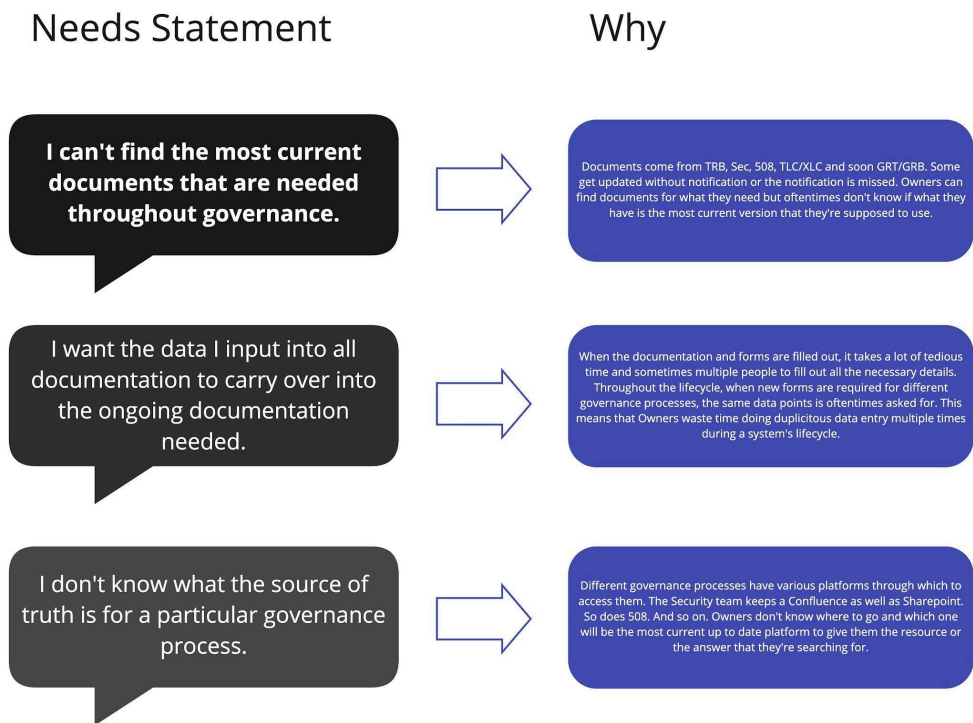 Needs Statement
Why
I can't find the most current
documents that are needed
throughout governance.
Documents come from TRB, Sec, 508, TLC/XLC and soon GRT/GRB. Some
get updated without notification or the notification is missed. Owners can
find documents for what they need but oftentimes don't know if what they
have is the most current version that they're supposed to use.
I want the data I input into all
documentation to carry over into
the ongoing documentation
needed.
When the documentation and forms are filled out, it takes a lot of tedious
time and sometimes multiple people to fill out all the necessary details.
Throughout the lifecycle, when new forms are required for different
governance processes, the same data points is oftentimes asked for. This
means that Owners waste time doing duplicitous data entry multiple times
during a system's lifecycle.
I don't know what the source of
truth is for a particular governance
process.
Different governance processes have various platforms through which to
access them. The Security team keeps a Confluence as well as Sharepoint.
So does 508. And so on. Owners don't know where to go and which one
will be the most current up to date platform to give them the resource or
the answer that they're searching for.